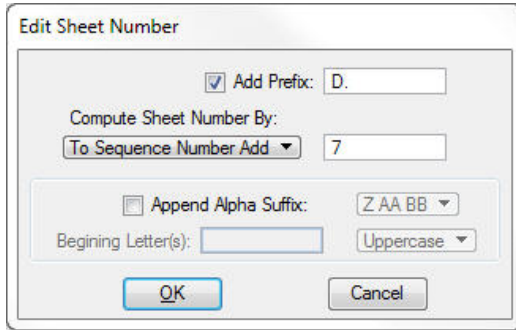 Edit Sheet Number
Add Prefix: D.
Compute Sheet Number By:
To Sequence Number Add 7
Append Alpha Suffix: Z AA BB
Begining Letter(s): Uppercase
OK Cancel